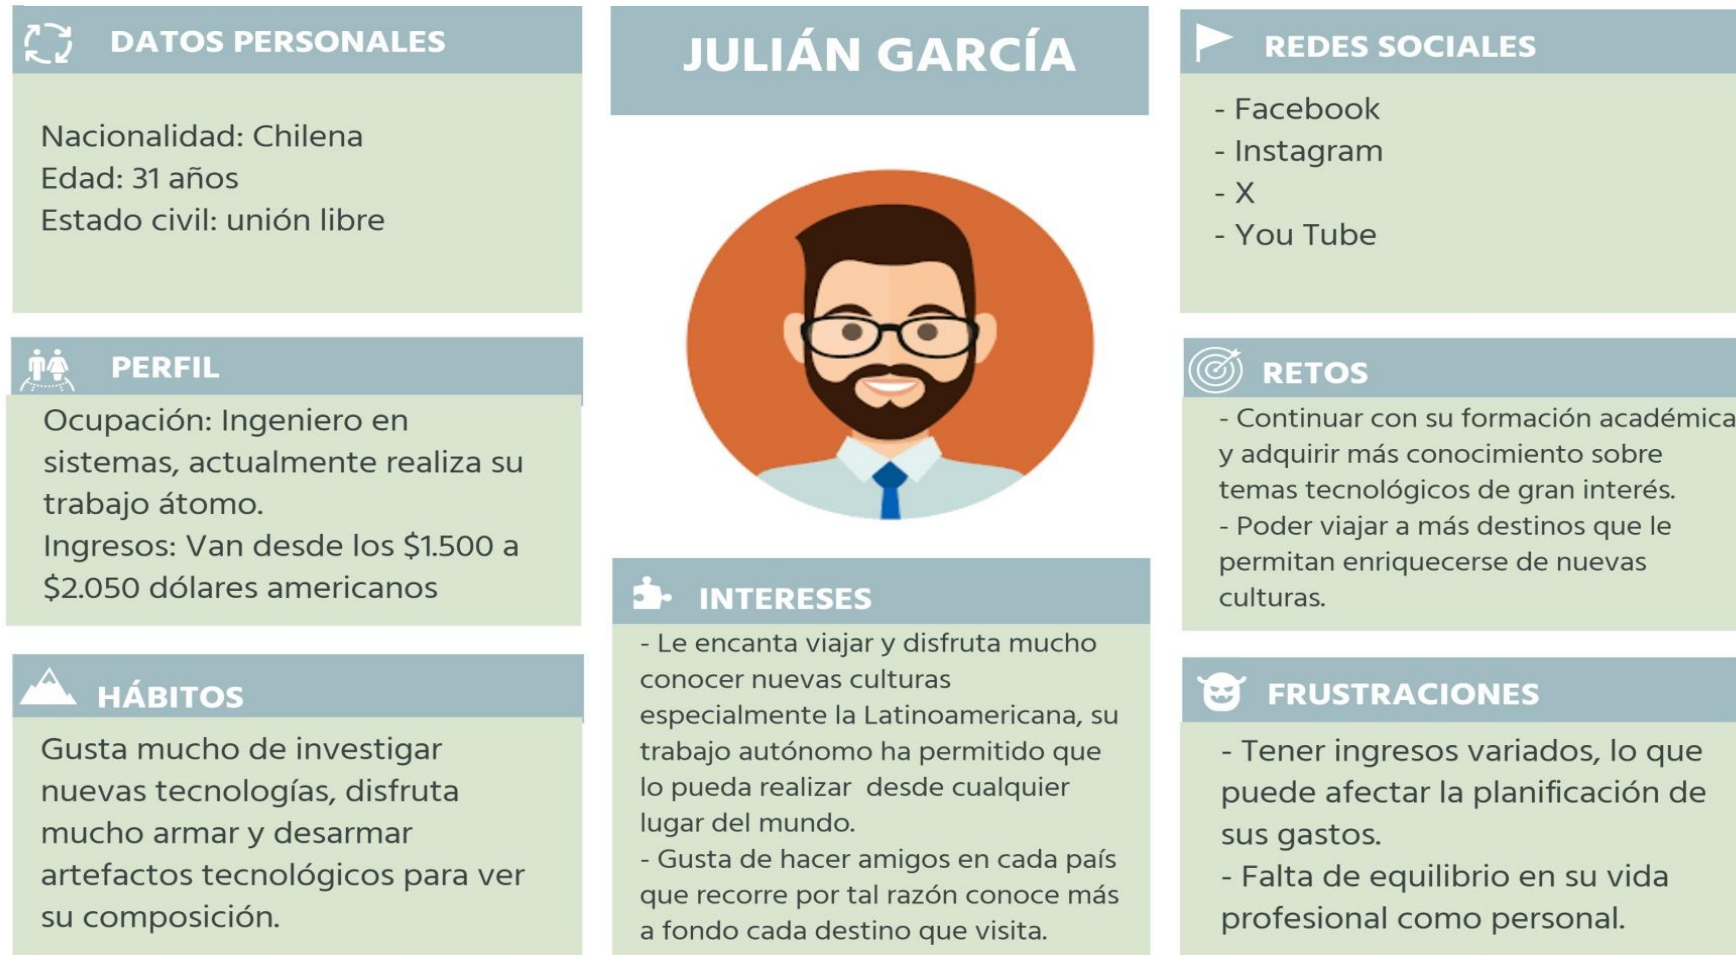 DATOS PERSONALES
Nacionalidad: Chilena
Edad: 31 años
Estado civil: unión libre
PERFIL
Ocupación: Ingeniero en
sistemas, actualmente realiza su
trabajo átomo.
Ingresos: Van desde los $1.500 a
$2.050 dólares americanos
HÁBITOS
Gusta mucho de investigar
nuevas tecnologías, disfruta
mucho armar y desarmar
artefactos tecnológicos para ver
su composición.
JULIÁN GARCÍA
INTERESES
- Le encanta viajar y disfruta mucho
conocer nuevas culturas
especialmente la Latinoamericana, su
trabajo autónomo ha permitido que
lo pueda realizar desde cualquier
lugar del mundo.
- Gusta de hacer amigos en cada país
que recorre por tal razón conoce más
a fondo cada destino que visita.
REDES SOCIALES
- Facebook
- Instagram
- X
- You Tube
RETOS
- Continuar con su formación académica
y adquirir más conocimiento sobre
temas tecnológicos de gran interés.
- Poder viajar a más destinos que le
permitan enriquecerse de nuevas
culturas.
FRUSTRACIONES
- Tener ingresos variados, lo que
puede afectar la planificación de
sus gastos.
- Falta de equilibrio en su vida
profesional como personal.